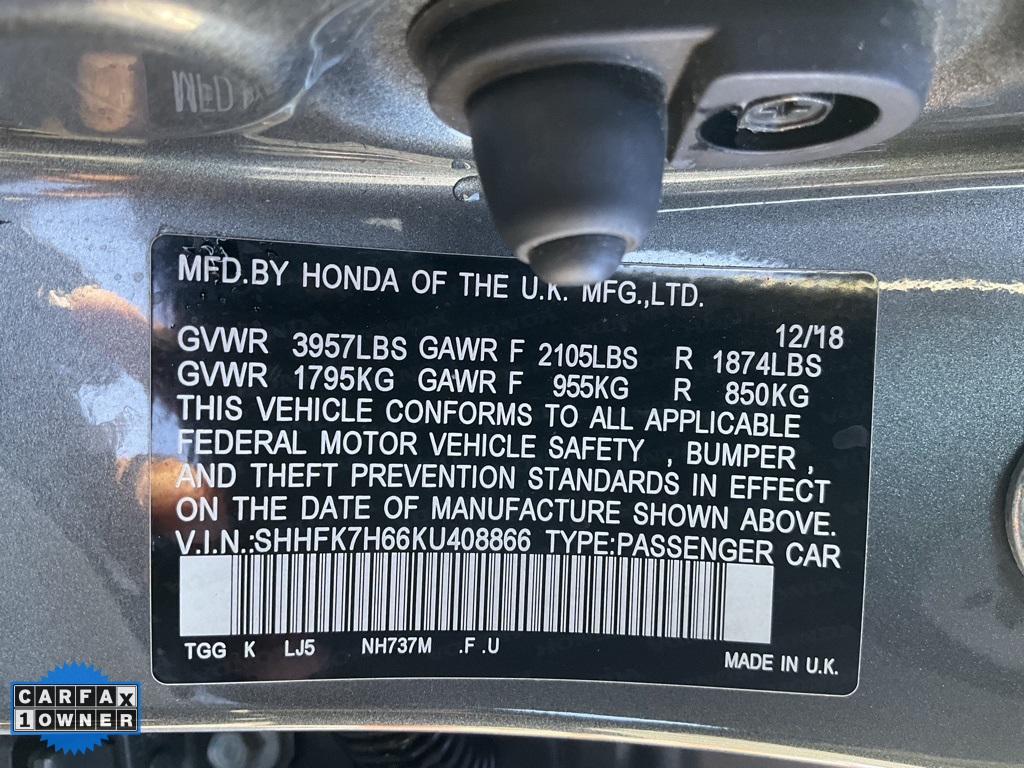 MFD.BY HONDA OF THE U.K. MFG.,LTD.
12/'18
GVWR 3957LBS GAWR F 2105LBS R 1874LBS
GVWR 1795KG GAWR F 955KG R 850KG
THIS VEHICLE CONFORMS TO ALL APPLICABLE
FEDERAL MOTOR VEHICLE SAFETY , BUMPER ,
AND THEFT PREVENTION STANDARDS IN EFFECT
ON THE DATE OF MANUFACTURE SHOWN ABOVE.
V.I.N.:SHHFK7H66KU408866 TYPE:PASSENGER CAR
TGG K LJ5 NH737M .F .U
MADE IN U.K.
CARFAX
1 OWNER